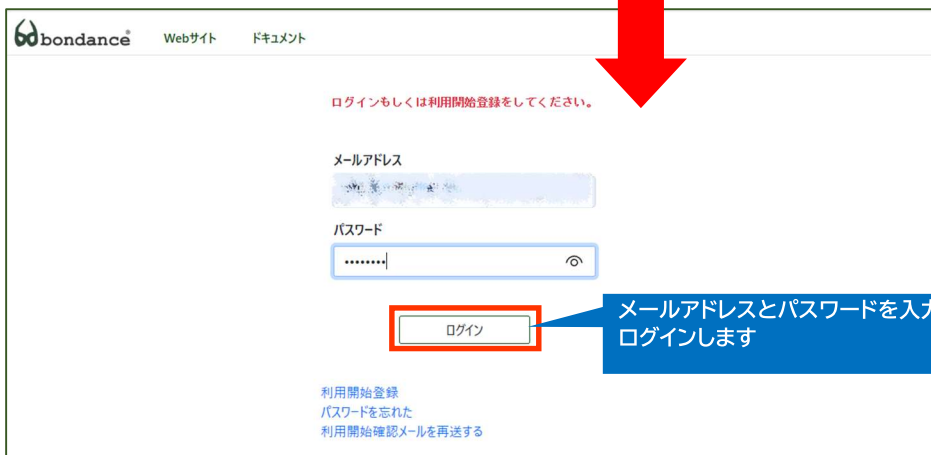 bondance Webサイト ドキュメント
ログインもしくは利用開始登録をしてください。
メールアドレス
パスワード
••••••••
ログイン
メールアドレスとパスワードを入力
ログインします
利用開始登録
パスワードを忘れた
利用開始確認メールを再送する